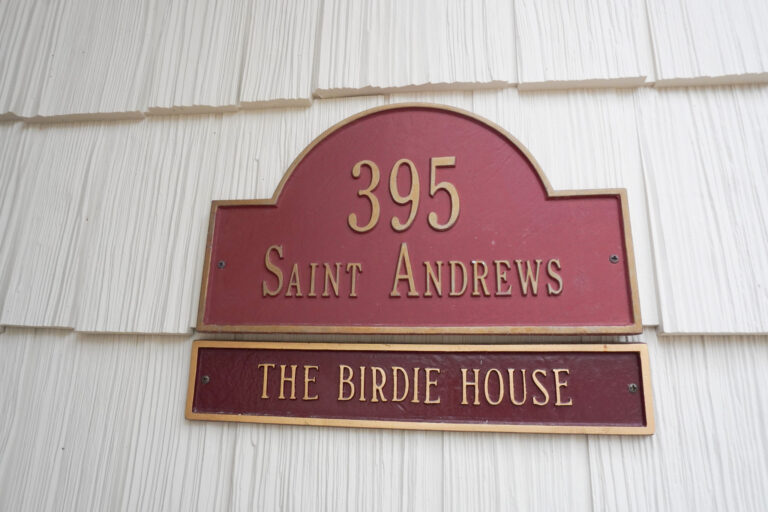 395
Saint Andrews
THE BIRDIE HOUSE